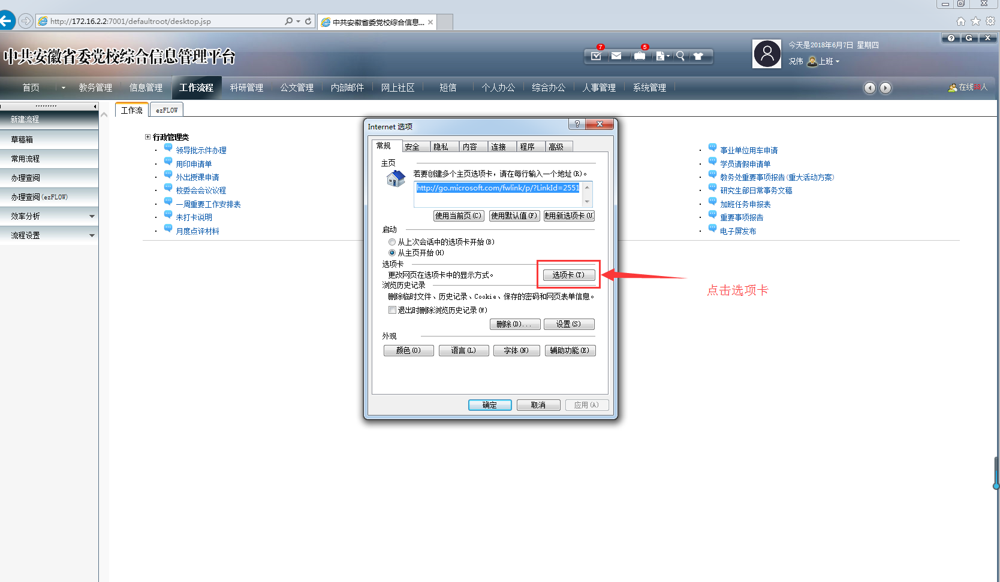 http://172.16.2.2:7001/defaultroot/desktop.jsp
中共安徽省委党校综合信息...
中共安徽省委党校综合信息管理平台
7
5
今天是2018年6月7日 星期四
况伟 上班
首页 教务管理 信息管理 工作流程 科研管理 公文管理 内部邮件 网上社区 短信 个人办公 综合办公 人事管理 系统管理
新建流程
草稿箱
常用流程
办理查阅
办理查阅(ezFLOW)
效率分析
流程设置
工作流 ezFLOW
行政管理类
领导批示件办理
用印申请单
外出授课申请
校委会会议议程
一周重要工作安排表
未打卡说明
月度点评材料
事业单位用车申请
学员请假申请单
教务处重要事项报告(重大活动方案)
研究生部日常事务文稿
加班任务申报表
重要事项报告
电子屏发布
Internet 选项
常规 安全 隐私 内容 连接 程序 高级
主页
若要创建多个主页选项卡，请在每行输入一个地址(R)。
http://go.microsoft.com/fwlink/p/?LinkId=2551
使用当前页(C) 使用默认值(F) 使用新选项卡(U
启动
从上次会话中的选项卡开始(B)
从主页开始(H)
选项卡
更改网页在选项卡中的显示方式。 选项卡(T)
浏览历史记录
删除临时文件、历史记录、Cookie、保存的密码和网页表单信息。
退出时删除浏览历史记录(W)
删除(D)... 设置(S)
外观
颜色(O) 语言(L) 字体(N) 辅助功能(E)
确定 取消 应用(A)
点击选项卡